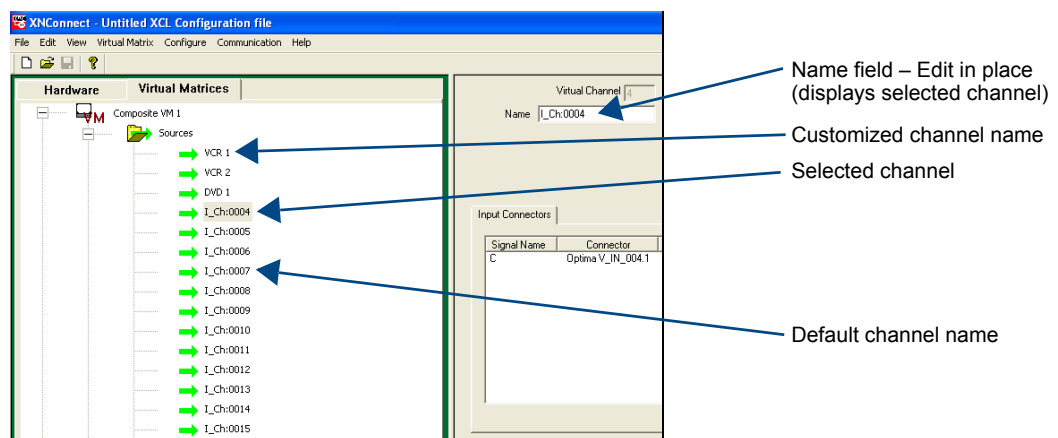 XNConnect - Untitled XCL Configuration file
File Edit View Virtual Matrix Configure Communication Help
Hardware Virtual Matrices
VM Composite VM 1
Sources
VCR 1
VCR 2
DVD 1
I_Ch:0004
I_Ch:0005
I_Ch:0006
I_Ch:0007
I_Ch:0008
I_Ch:0009
I_Ch:0010
I_Ch:0011
I_Ch:0012
I_Ch:0013
I_Ch:0014
I_Ch:0015
Virtual Channel 4
Name I_Ch:0004
Input Connectors
Signal Name Connector
C Optima V_IN_004.1
Name field – Edit in place
(displays selected channel)
Customized channel name
Selected channel
Default channel name